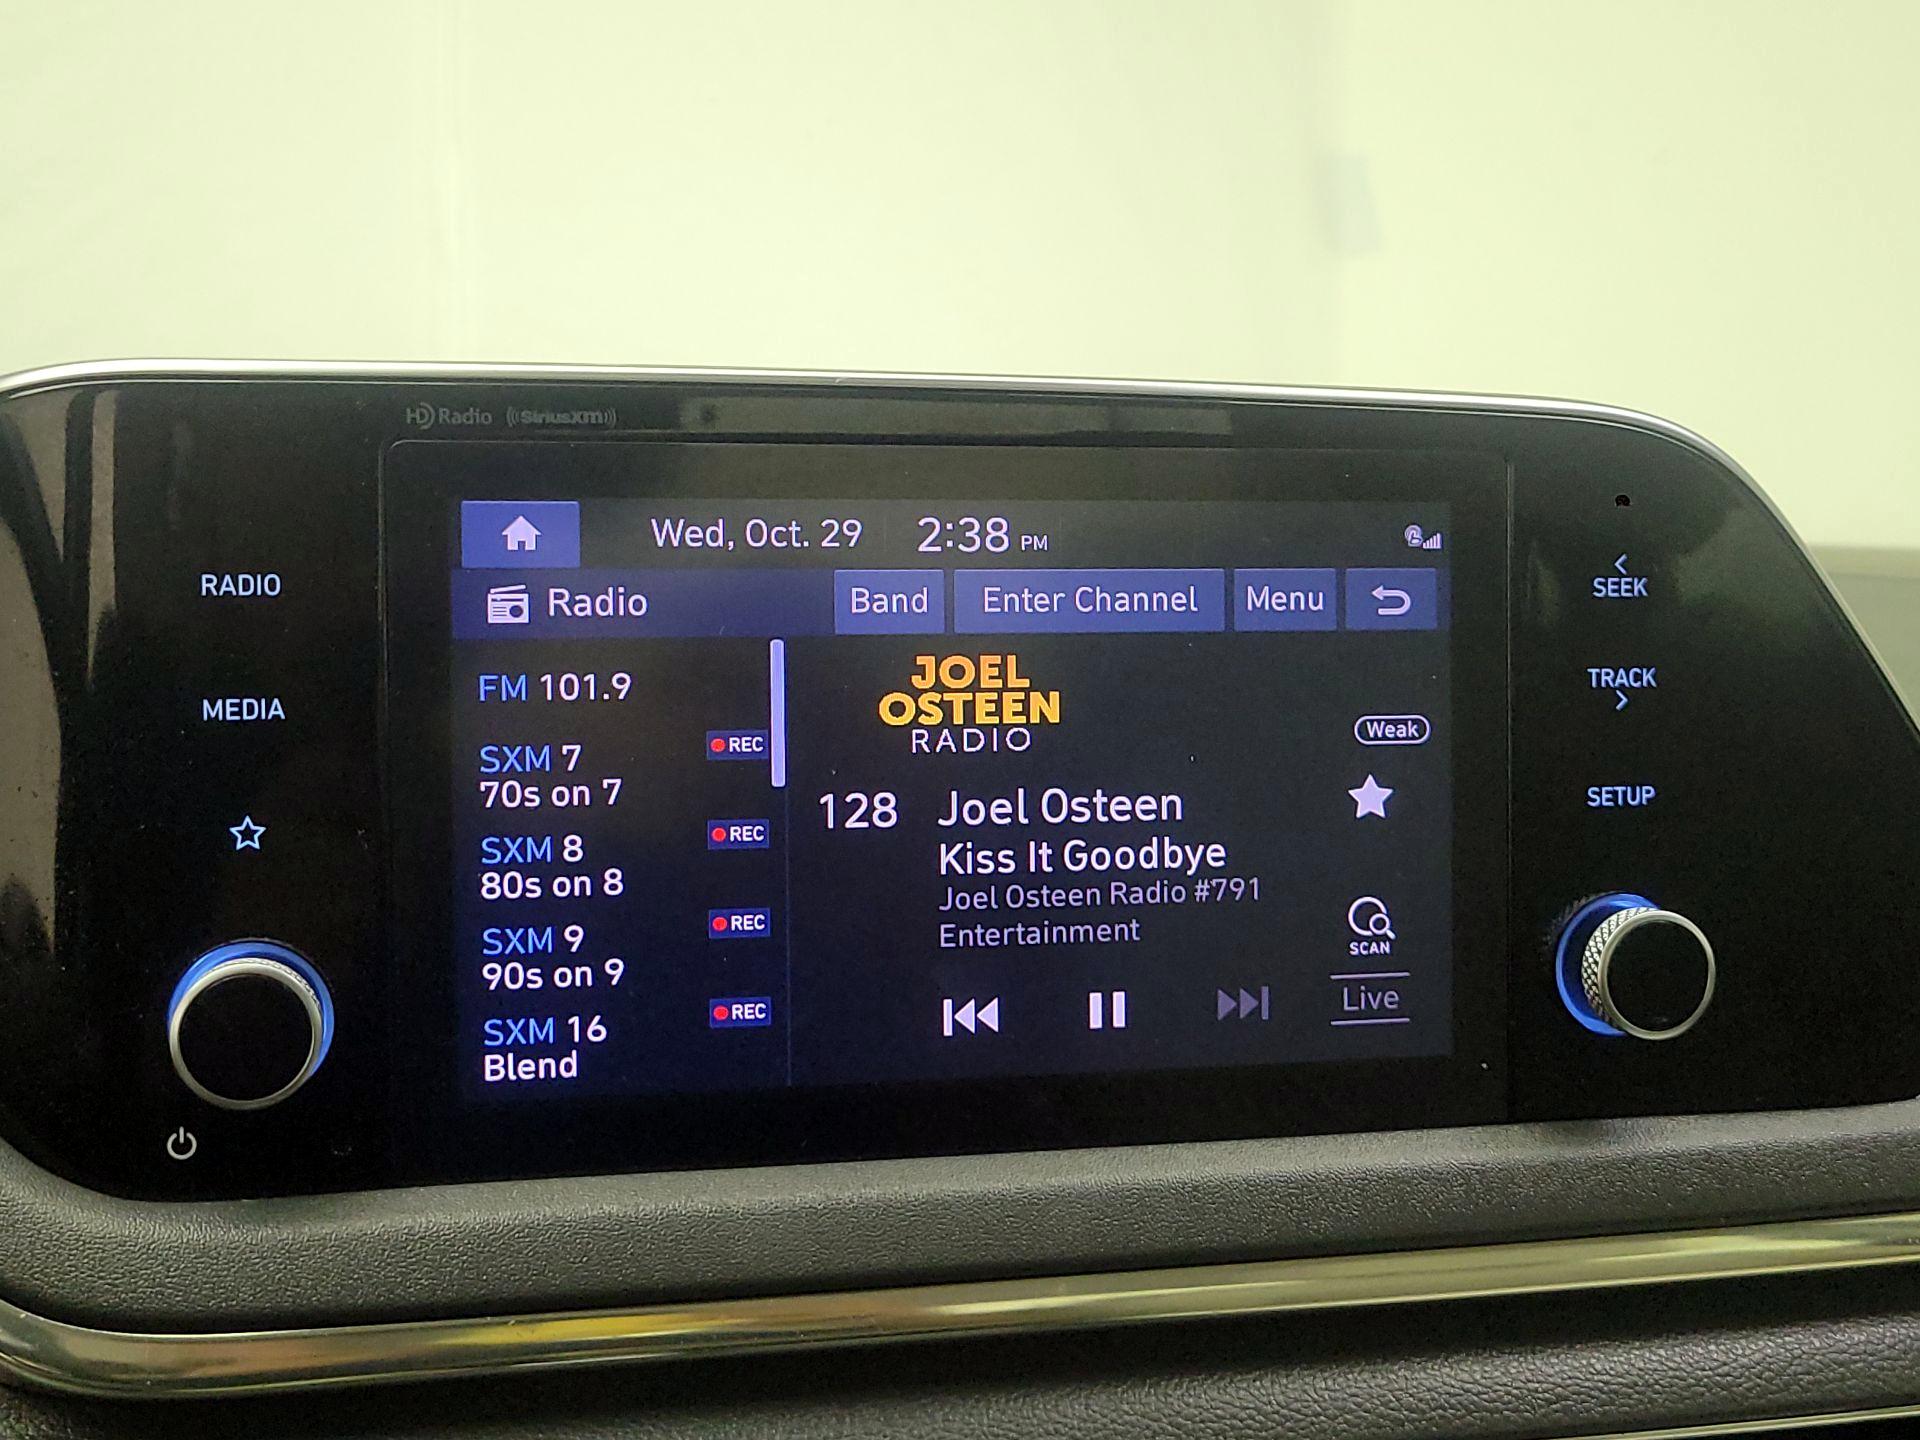 HD Radio ((SiriusXM))
RADIO
MEDIA
Wed, Oct. 29 2:38 PM
Radio Band Enter Channel Menu
FM 101.9
SXM 7 REC
70s on 7
SXM 8 REC
80s on 8
SXM 9 REC
90s on 9
SXM 16 REC
Blend
JOEL
OSTEEN
RADIO
Weak
128 Joel Osteen
Kiss It Goodbye
Joel Osteen Radio #791
Entertainment
SCAN
Live
< SEEK
TRACK >
SETUP